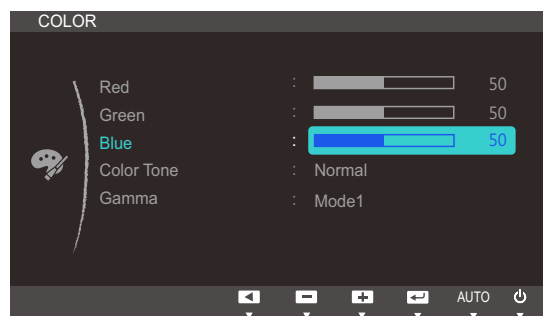 COLOR
Red : 50
Green : 50
Blue : 50
Color Tone : Normal
Gamma : Mode1
AUTO